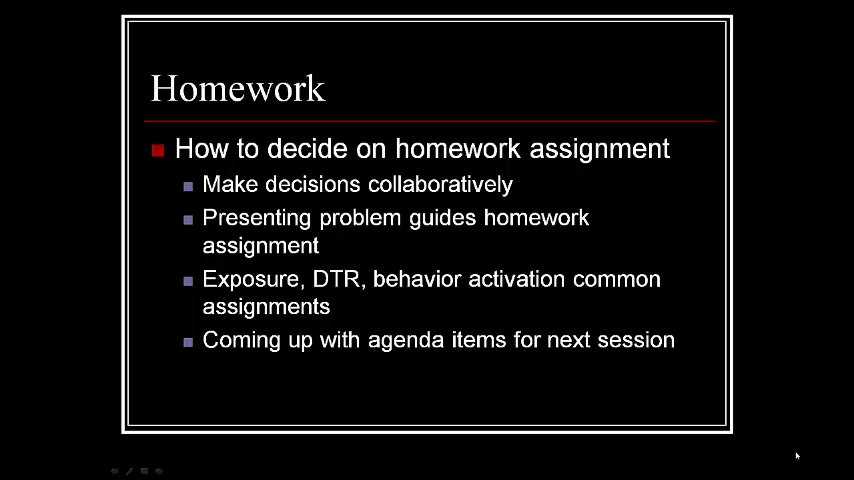 Homework
How to decide on homework assignment
Make decisions collaboratively
Presenting problem guides homework
assignment
Exposure, DTR, behavior activation common
assignments
Coming up with agenda items for next session